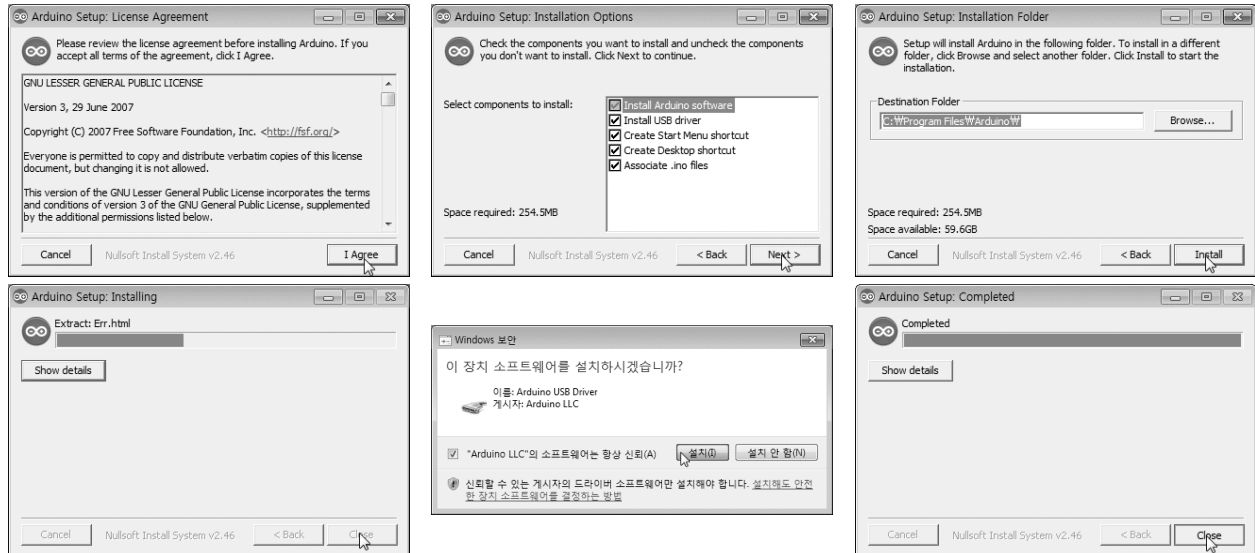 Arduino Setup: License Agreement
Please review the license agreement before installing Arduino. If you
accept all terms of the agreement, click I Agree.
GNU LESSER GENERAL PUBLIC LICENSE
Version 3, 29 June 2007
Copyright (C) 2007 Free Software Foundation, Inc. <http://fsf.org/>
Everyone is permitted to copy and distribute verbatim copies of this license
document, but changing it is not allowed.
This version of the GNU Lesser General Public License incorporates the terms
and conditions of version 3 of the GNU General Public License, supplemented
by the additional permissions listed below.
Cancel Nullsoft Install System v2.46 I Agree
Arduino Setup: Installation Options
Check the components you want to install and uncheck the components
you don't want to install. Click Next to continue.
Select components to install:
Install Arduino software
Install USB driver
Create Start Menu shortcut
Create Desktop shortcut
Associate .ino files
Space required: 254.5MB
Cancel Nullsoft Install System v2.46 < Back Next >
Arduino Setup: Installation Folder
Setup will install Arduino in the following folder. To install in a different
folder, click Browse and select another folder. Click Install to start the
installation.
Destination Folder
C:₩Program Files₩Arduino₩ Browse...
Space required: 254.5MB
Space available: 59.6GB
Cancel Nullsoft Install System v2.46 < Back Install
Arduino Setup: Installing
Extract: Err.html
Show details
Cancel Nullsoft Install System v2.46 < Back Close
Windows 보안
이 장치 소프트웨어를 설치하시겠습니까?
이름: Arduino USB Driver
게시자: Arduino LLC
"Arduino LLC"의 소프트웨어는 항상 신뢰(A) 설치(I) 설치 안 함(N)
신뢰할 수 있는 게시자의 드라이버 소프트웨어만 설치해야 합니다. 설치해도 안전
한 장치 소프트웨어를 결정하는 방법
Arduino Setup: Completed
Completed
Show details
Cancel Nullsoft Install System v2.46 < Back Close